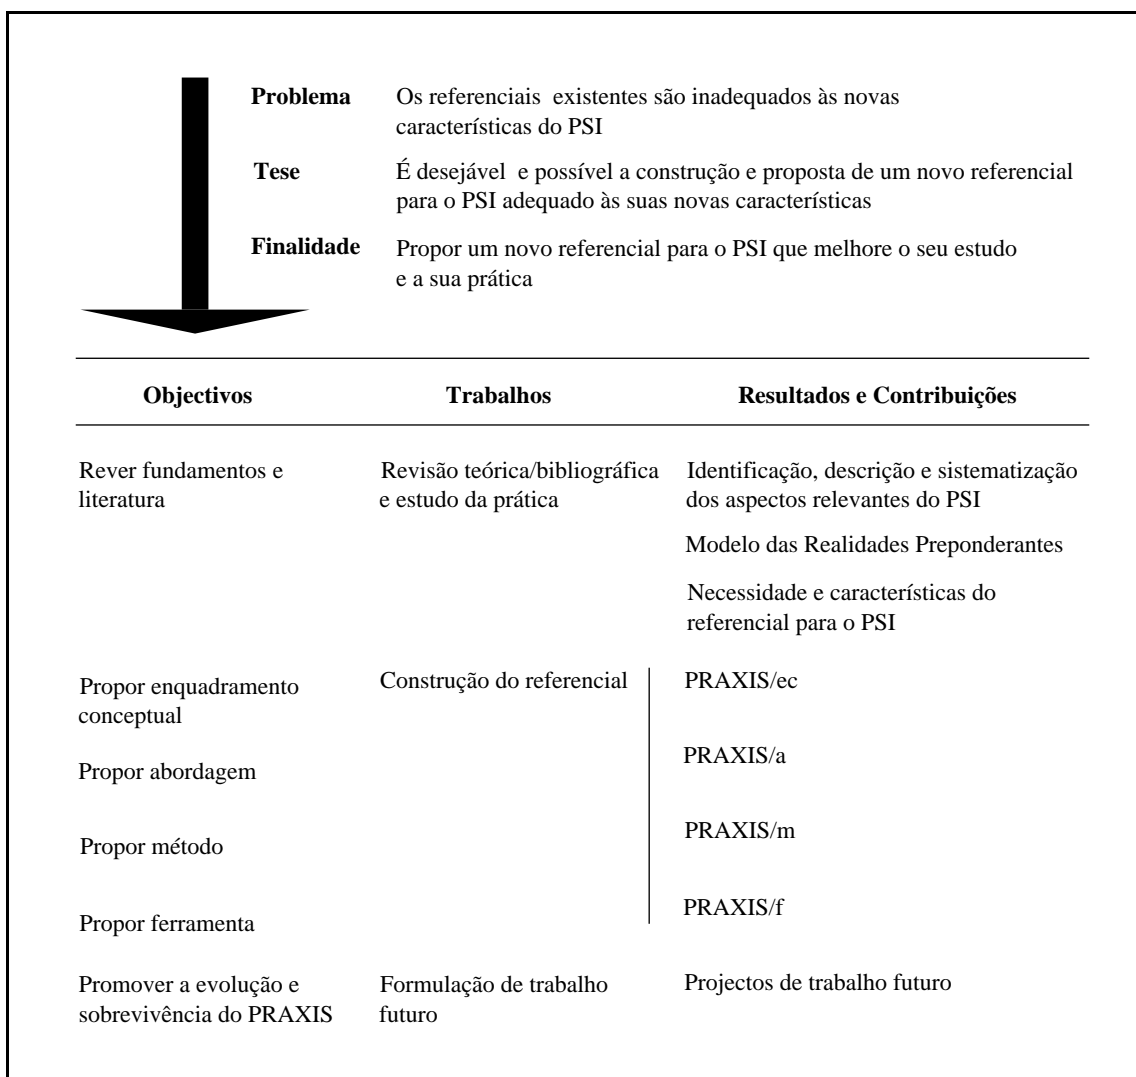 Problema
Os referenciais existentes são inadequados às novas
características do PSI
Tese
É desejável e possível a construção e proposta de um novo referencial
para o PSI adequado às suas novas características
Finalidade
Propor um novo referencial para o PSI que melhore o seu estudo
e a sua prática
Objectivos
Trabalhos
Resultados e Contribuições
Rever fundamentos e
literatura
Revisão teórica/bibliográfica
e estudo da prática
Identificação, descrição e sistematização
dos aspectos relevantes do PSI
Modelo das Realidades Preponderantes
Necessidade e características do
referencial para o PSI
Propor enquadramento
conceptual
Construção do referencial
PRAXIS/ec
Propor abordagem
PRAXIS/a
Propor método
PRAXIS/m
Propor ferramenta
PRAXIS/f
Promover a evolução e
sobrevivência do PRAXIS
Formulação de trabalho
futuro
Projectos de trabalho futuro